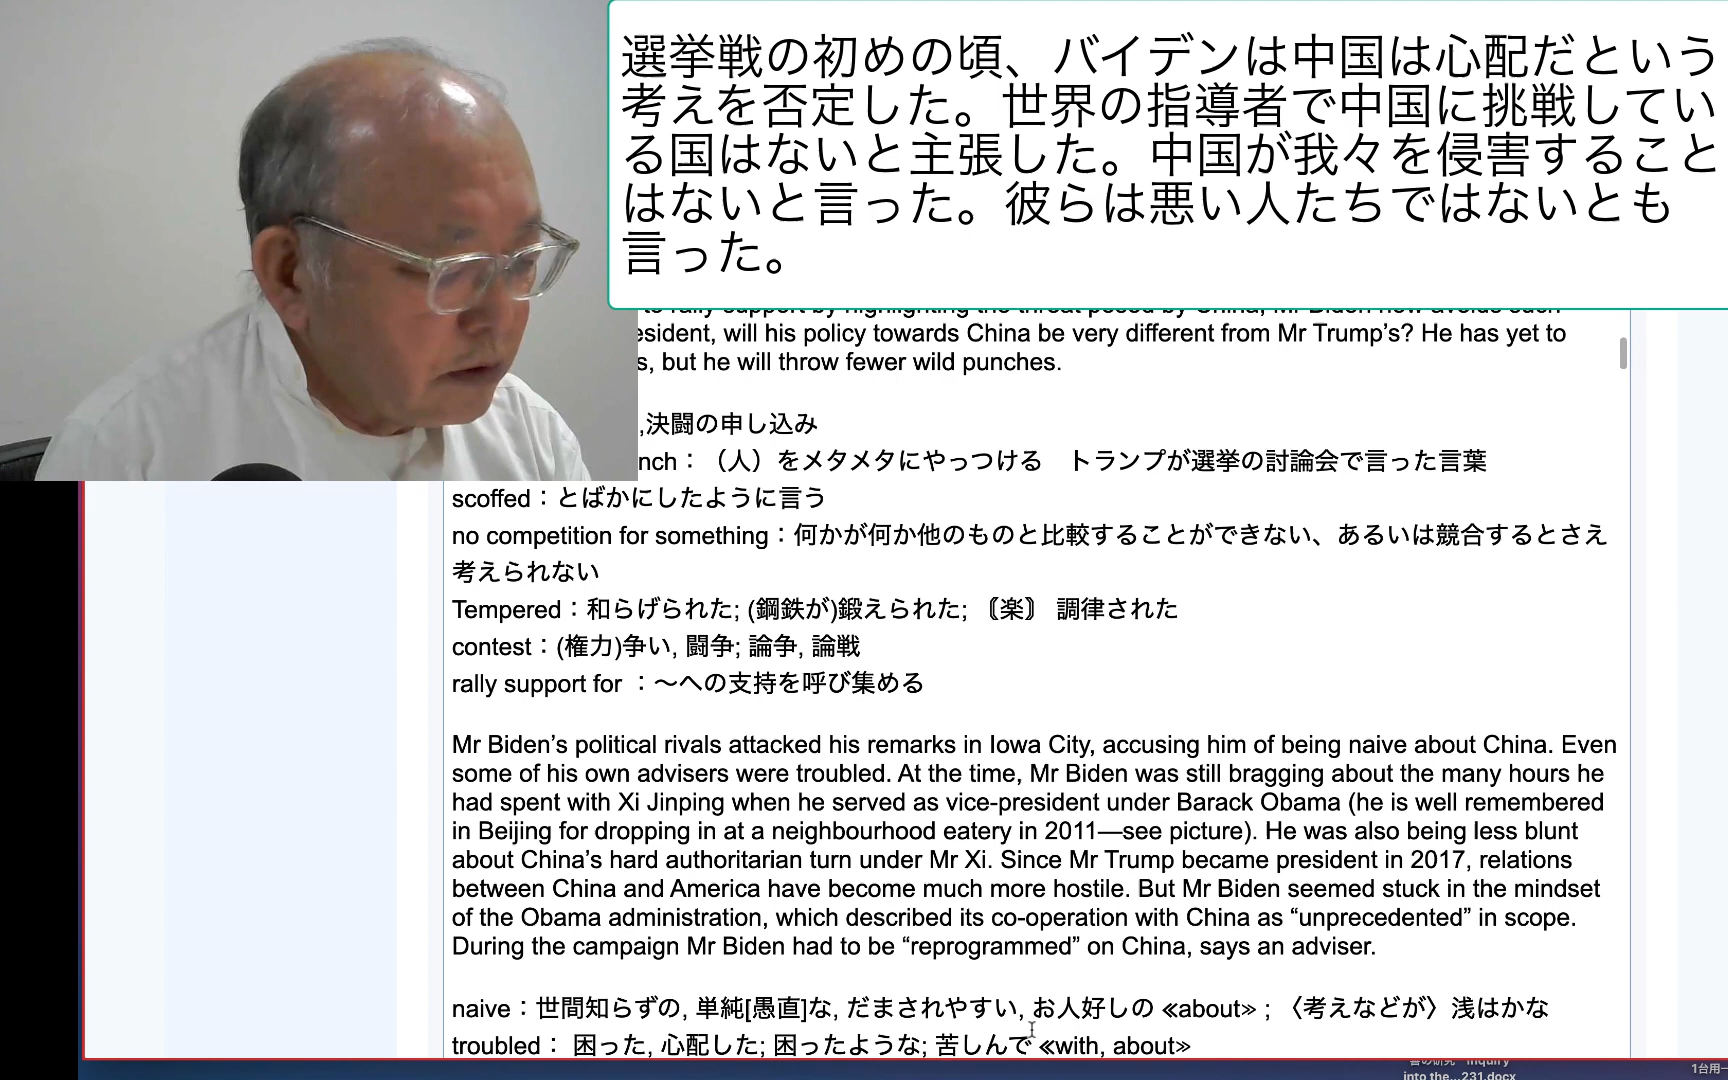 選挙戦の初めの頃、バイデンは中国は心配だという
考えを否定した。世界の指導者で中国に挑戦してい
る国はないと主張した。中国が我々を侵害すること
はないと言った。彼らは悪い人たちではないとも
言った。
to rally support by highlighting the threat posed by China, Mr Biden now avoids such
esident, will his policy towards China be very different from Mr Trump’s? He has yet to
s, but he will throw fewer wild punches.
,決闘の申し込み
nch：（人）をメタメタにやっつける　トランプが選挙の討論会で言った言葉
scoffed：とばかにしたように言う
no competition for something：何かが何か他のものと比較することができない、あるいは競合するとさえ
考えられない
Tempered：和らげられた; (鋼鉄が)鍛えられた; 〘楽〙 調律された
contest：(権力)争い, 闘争; 論争, 論戦
rally support for ：～への支持を呼び集める
Mr Biden’s political rivals attacked his remarks in Iowa City, accusing him of being naive about China. Even
some of his own advisers were troubled. At the time, Mr Biden was still bragging about the many hours he
had spent with Xi Jinping when he served as vice-president under Barack Obama (he is well remembered
in Beijing for dropping in at a neighbourhood eatery in 2011—see picture). He was also being less blunt
about China’s hard authoritarian turn under Mr Xi. Since Mr Trump became president in 2017, relations
between China and America have become much more hostile. But Mr Biden seemed stuck in the mindset
of the Obama administration, which described its co-operation with China as “unprecedented” in scope.
During the campaign Mr Biden had to be “reprogrammed” on China, says an adviser.
naive：世間知らずの, 単純[愚直]な, だまされやすい, お人好しの ≪about≫ ; 〈考えなどが〉浅はかな
troubled： 困った, 心配した; 困ったような; 苦しんで ≪with, about≫
into the...231.docx
1台用